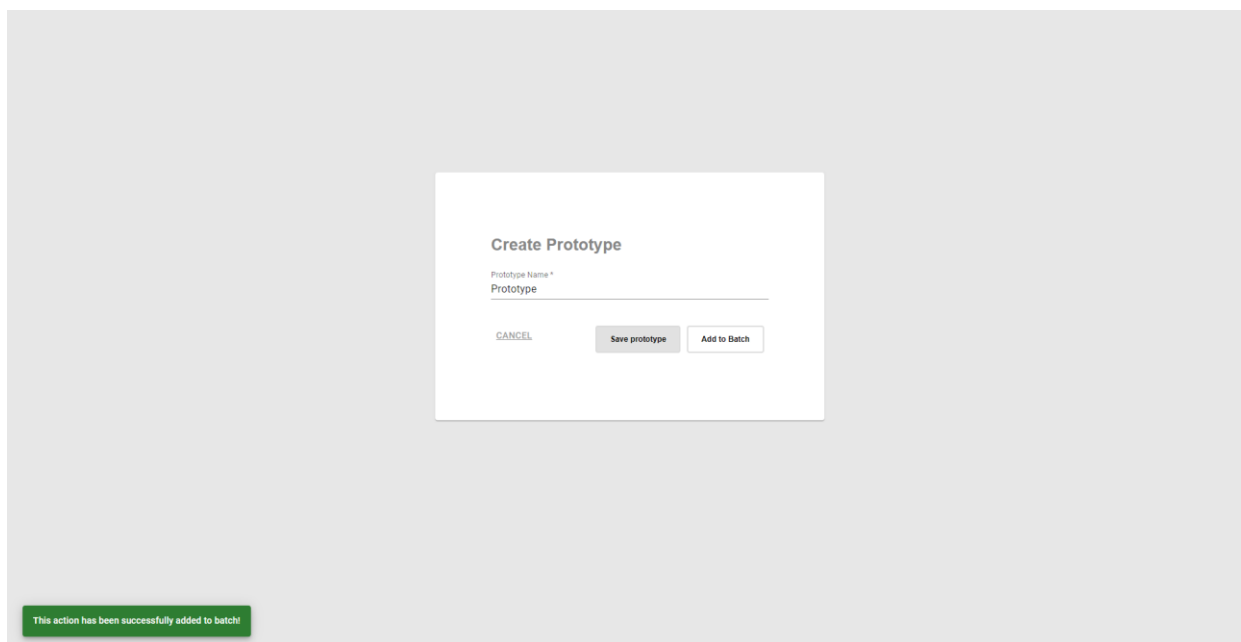 Create Prototype
Prototype Name *
Prototype
CANCEL
Save prototype
Add to Batch
This action has been successfully added to batch!